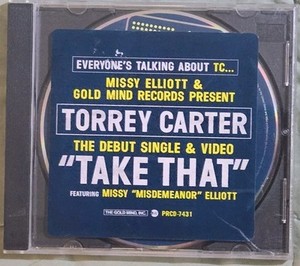 EVERYONE'S TALKING ABOUT TC...
MISSY ELLIOTT &
GOLD MIND RECORDS PRESENT
TORREY CARTER
THE DEBUT SINGLE & VIDEO
"TAKE THAT"
FEATURING MISSY "MISDEMEANOR" ELLIOTT
THE GOLD MIND, INC.
PRCD-7431